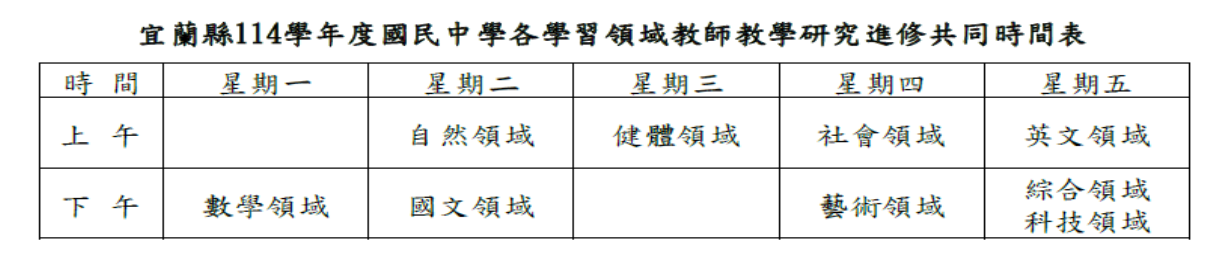 宜蘭縣114學年度國民中學各學習領域教師教學研究進修共同時間表
時 間 星期一 星期二 星期三 星期四 星期五
上 午 自然領域 健體領域 社會領域 英文領域
下 午 數學領域 國文領域 藝術領域 綜合領域
科技領域